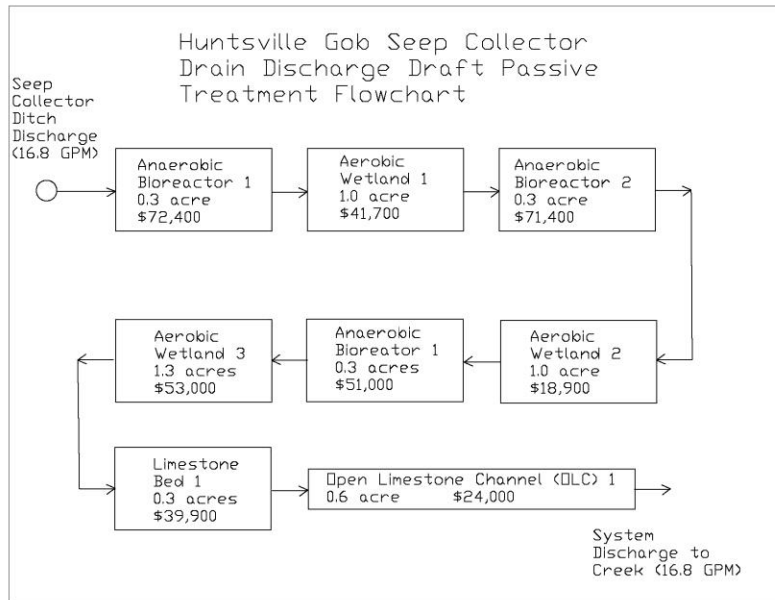 Huntsville Gob Seep Collector
Drain Discharge Draft Passive
Treatment Flowchart
Seep
Collector
Ditch
Discharge
(16.8 GPM)
Anaerobic
Bioreactor 1
0.3 acre
$72,400
Aerobic
Wetland 1
1.0 acre
$41,700
Anaerobic
Bioreactor 2
0.3 acre
$71,400
Aerobic
Wetland 3
1.3 acres
$53,000
Anaerobic
Bioreator 1
0.3 acres
$51,000
Aerobic
Wetland 2
1.0 acre
$18,900
Limestone
Bed 1
0.3 acres
$39,900
Open Limestone Channel (OLC) 1
0.6 acre $24,000
System
Discharge to
Creek (16.8 GPM)